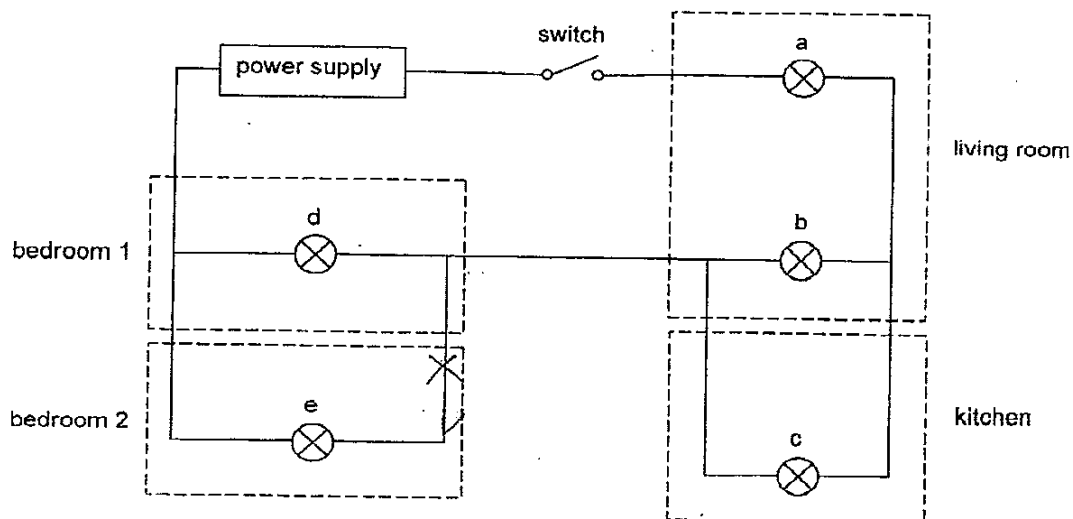 switch
a
power supply
living room
d
b
bedroom 1
e
bedroom 2
kitchen
c